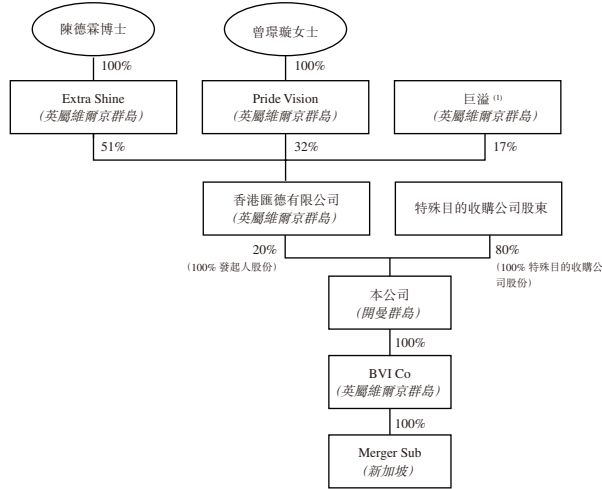 陳德霖博士
曾璟璇女士
100%
100%
Extra Shine
(英屬維爾京群島)
Pride Vision
(英屬維爾京群島)
巨溢 (1)
(英屬維爾京群島)
51%
32%
17%
香港匯德有限公司
(英屬維爾京群島)
特殊目的收購公司股東
20%
(100% 發起人股份)
80%
(100% 特殊目的收購公
司股份)
本公司
(開曼群島)
100%
BVI Co
(英屬維爾京群島)
100%
Merger Sub
(新加坡)